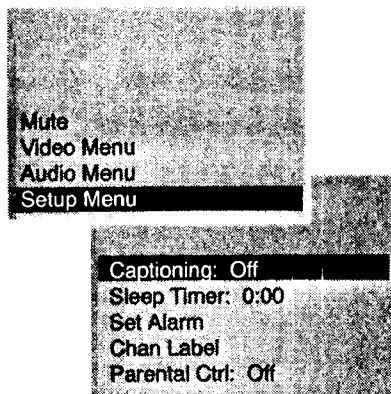 Mute
Video Menu
Audio Menu
Setup Menu
Captioning: Off
Sleep Timer: 0:00
Set Alarm
Chan Label
Parental Ctrl: Off